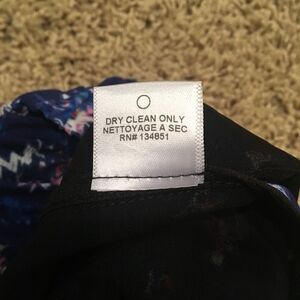 DRY CLEAN ONLY
NETTOYAGE A SEC
RN# 134851